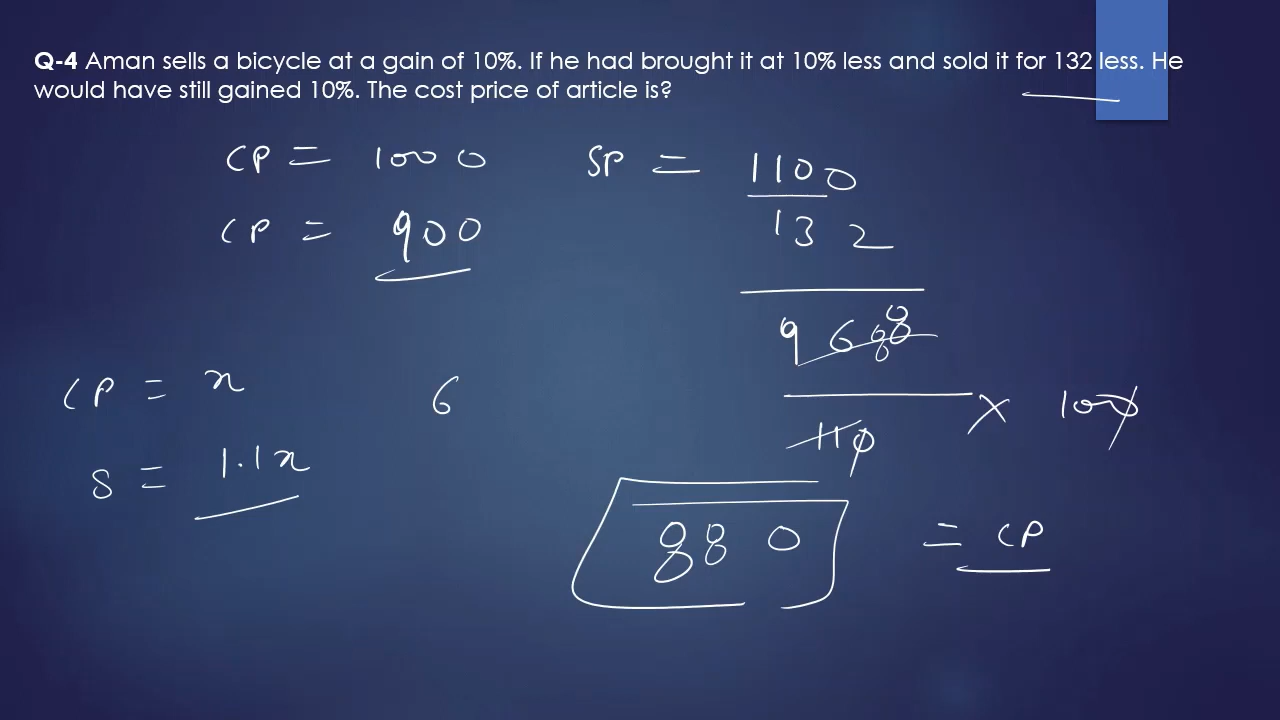 Q-4 Aman sells a bicycle at a gain of 10%. If he had brought it at 10% less and sold it for 132 less. He
would have still gained 10%. The cost price of article is?
CP = 1000 SP = 1100
CP = 900 132
968
CP = x 6 110 × 100
S = 1.1x
880 = CP